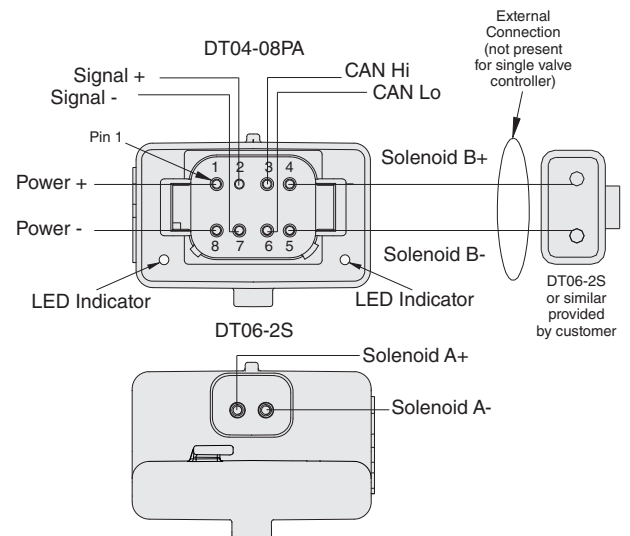 External
Connection
(not present
for single valve
controller)
DT04-08PA
Signal +
Signal -
CAN Hi
CAN Lo
Pin 1
1 2 3 4
Solenoid B+
Power +
Power -
8 7 6 5
Solenoid B-
LED Indicator
LED Indicator
DT06-2S
or similar
provided
by customer
DT06-2S
Solenoid A+
Solenoid A-